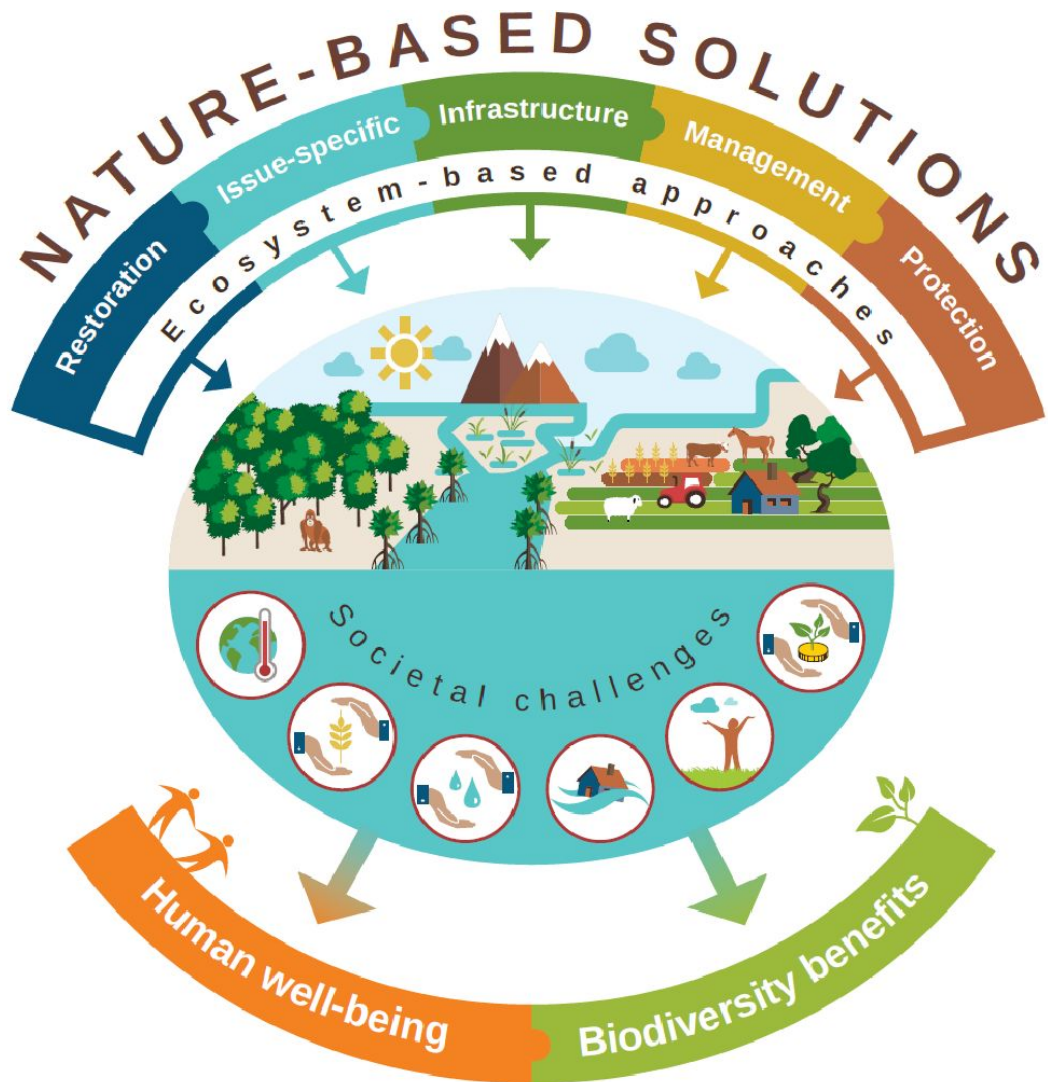 NATURE-BASED SOLUTIONS
Restoration
Issue-specific
Infrastructure
Management
Protection
Ecosystem-based approaches
Societal challenges
Human well-being
Biodiversity benefits